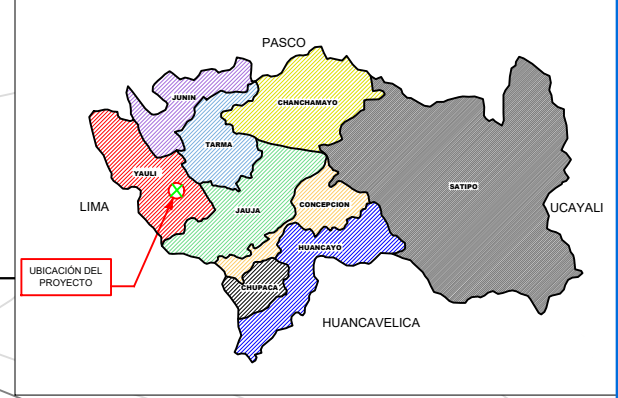 PASCO
JUNIN
CHANCHAMAYO
TARMA
YAULI
SATIPO
LIMA
JAUJA
CONCEPCION
UCAYALI
HUANCAYO
UBICACIÓN DEL
PROYECTO
CHUPACA
HUANCAVELICA